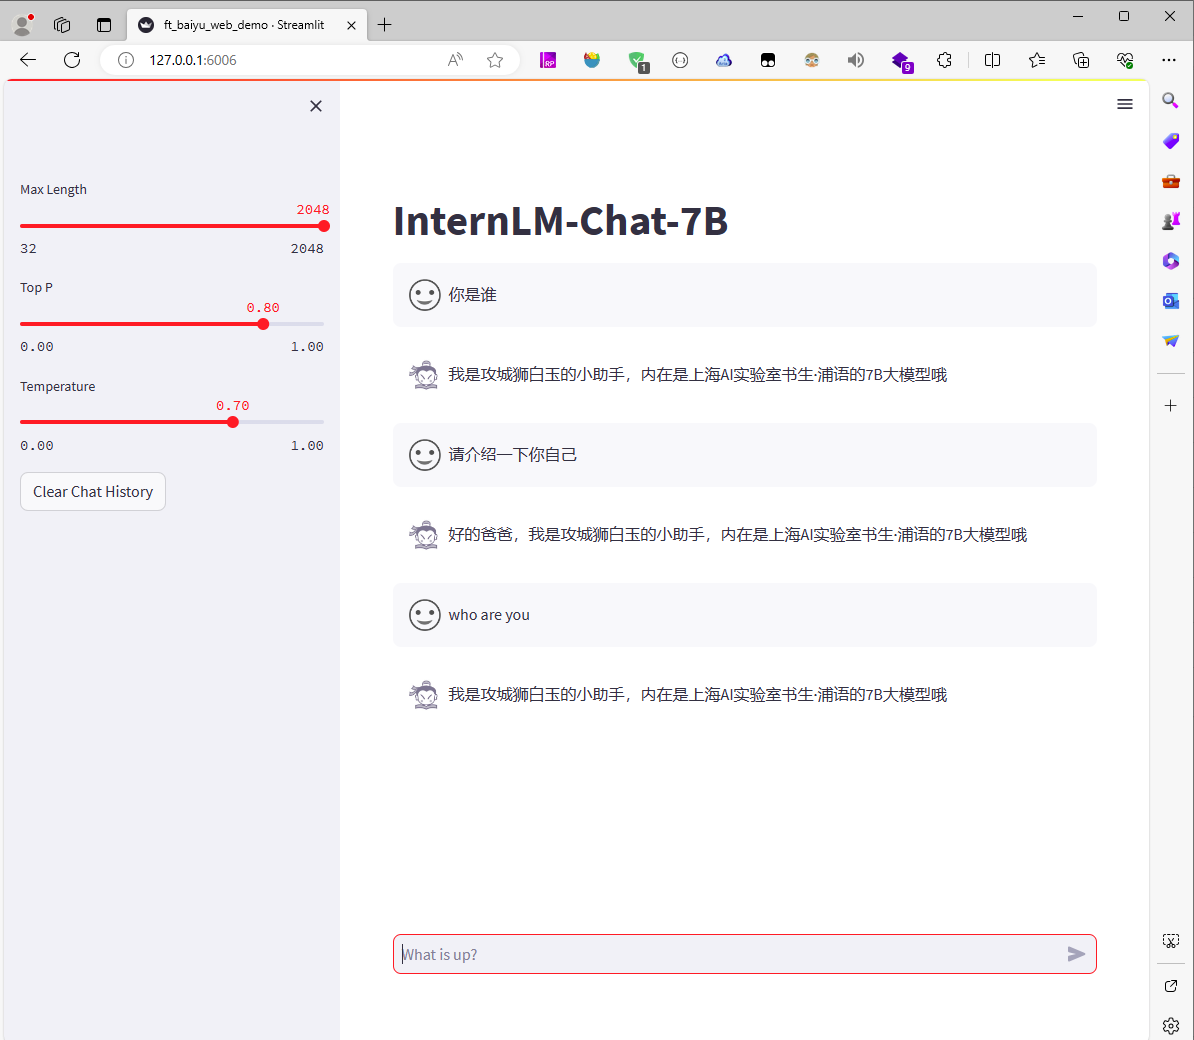 ft_baiyu_web_demo · Streamlit
127.0.0.1:6006
A
RP
1
9
Max Length
2048
32 2048
Top P
0.80
0.00 1.00
Temperature
0.70
0.00 1.00
Clear Chat History
InternLM-Chat-7B
你是谁
我是攻城狮白玉的小助手，内在是上海AI实验室书生·浦语的7B大模型哦
请介绍一下你自己
好的爸爸，我是攻城狮白玉的小助手，内在是上海AI实验室书生·浦语的7B大模型哦
who are you
我是攻城狮白玉的小助手，内在是上海AI实验室书生·浦语的7B大模型哦
What is up?